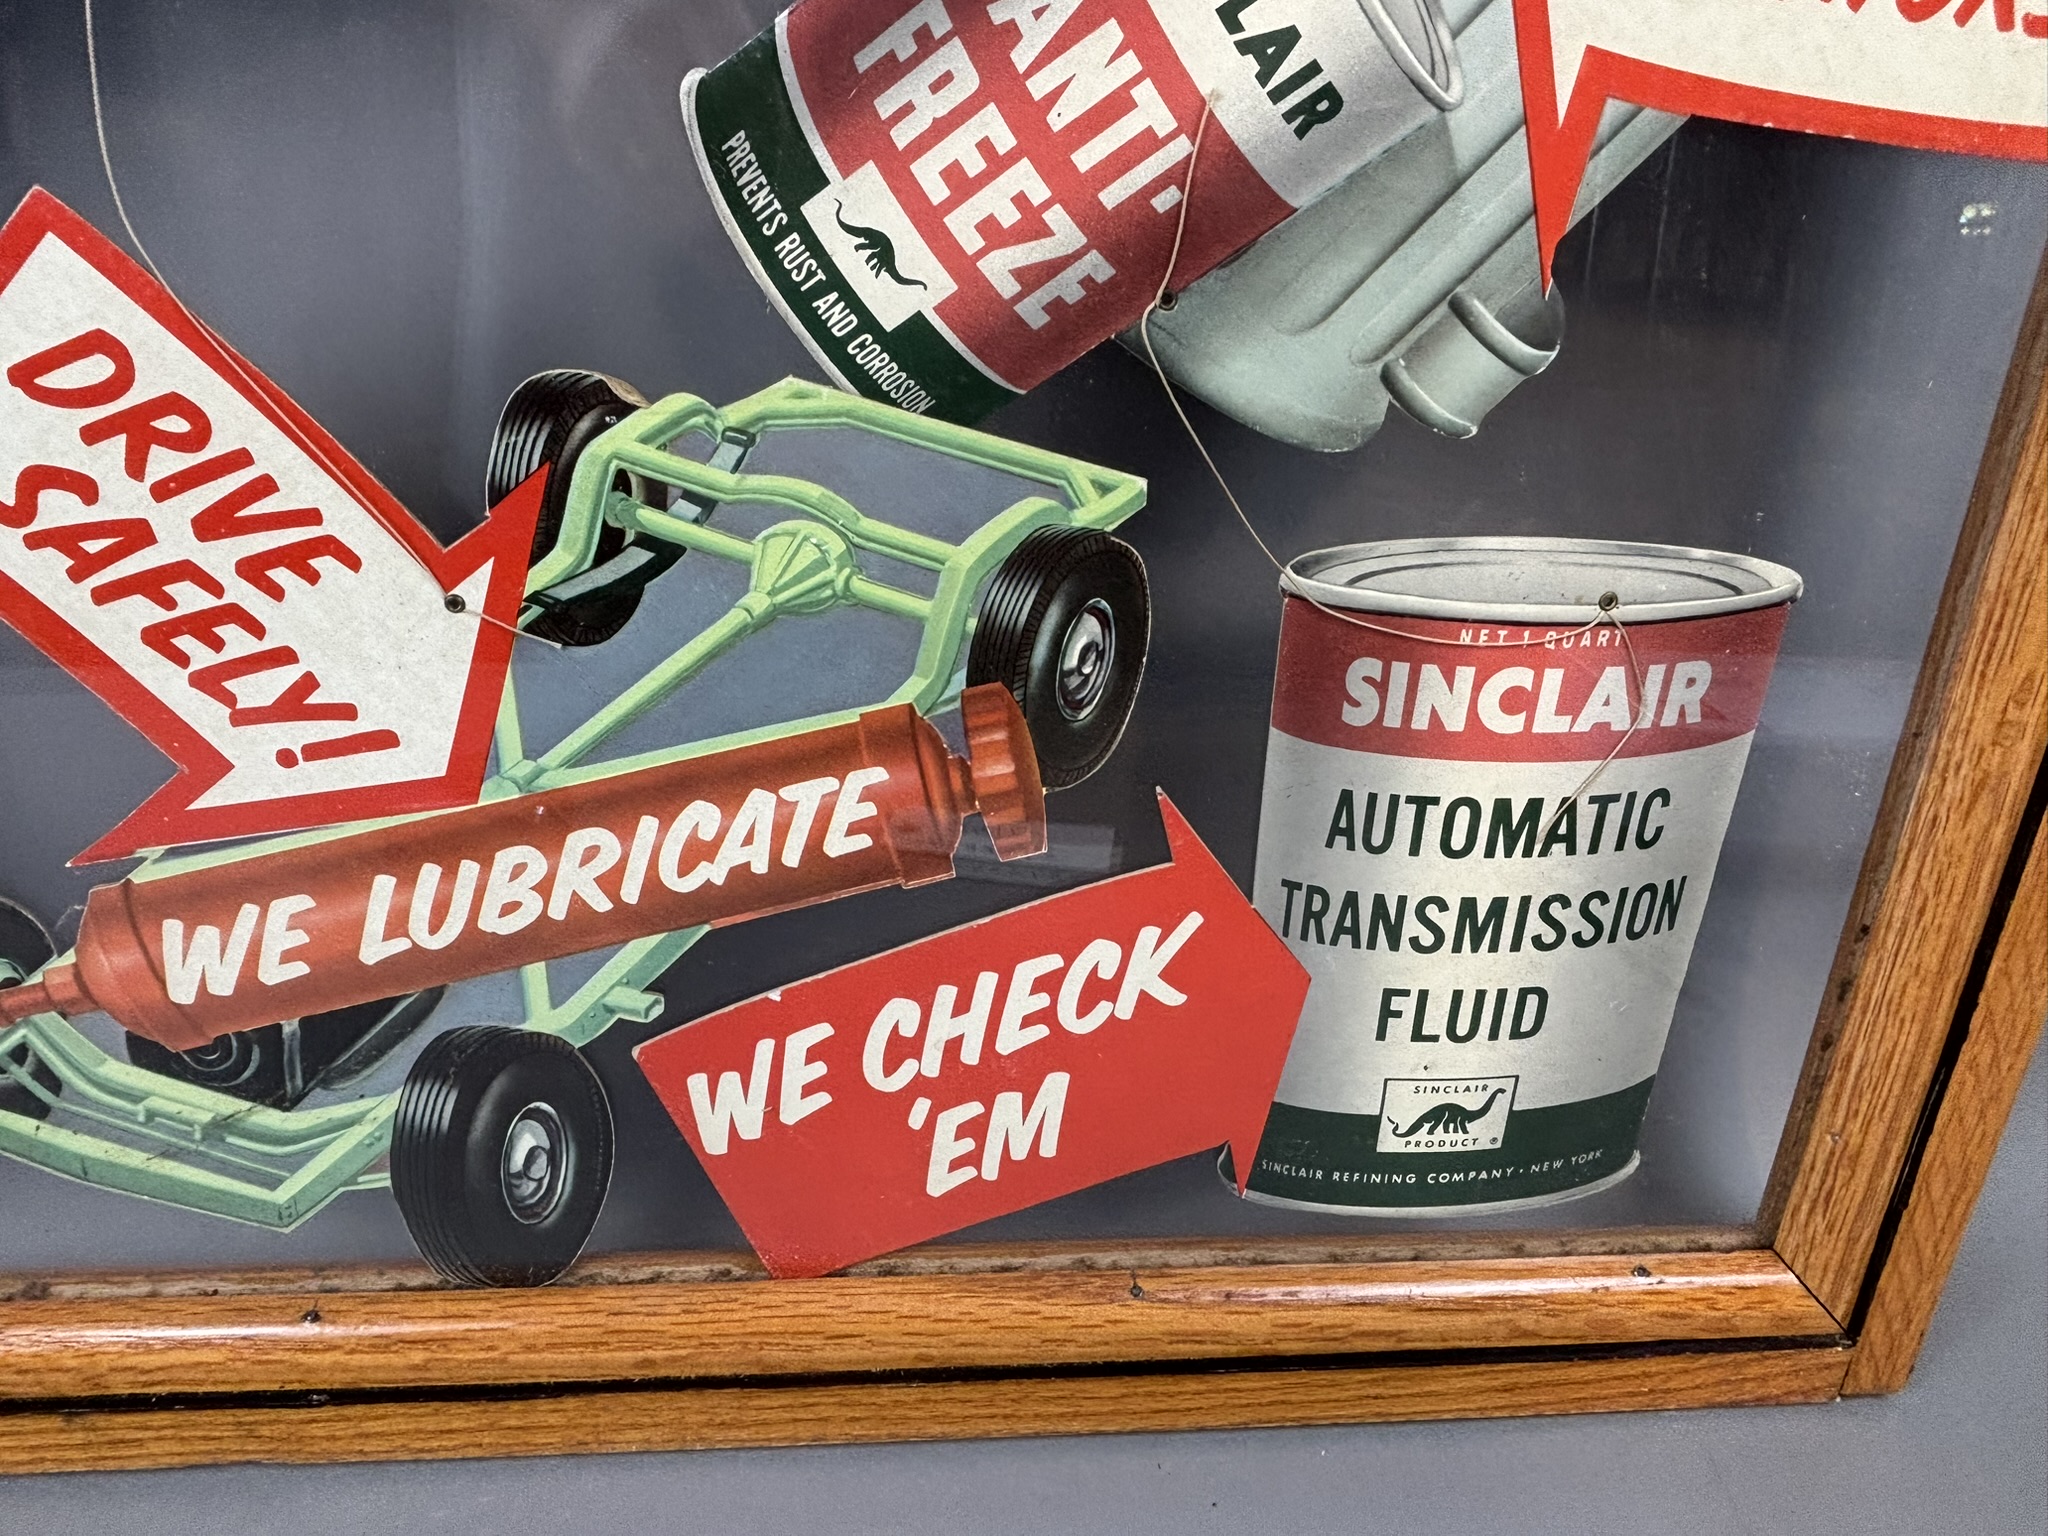 SINCLAIR
ANTI-
FREEZE
PREVENTS RUST AND CORROSION
DRIVE
SAFELY!
WE LUBRICATE
WE CHECK
'EM
NET 1 QUART
SINCLAIR
AUTOMATIC
TRANSMISSION
FLUID
SINCLAIR
PRODUCT ®
SINCLAIR REFINING COMPANY • NEW YORK